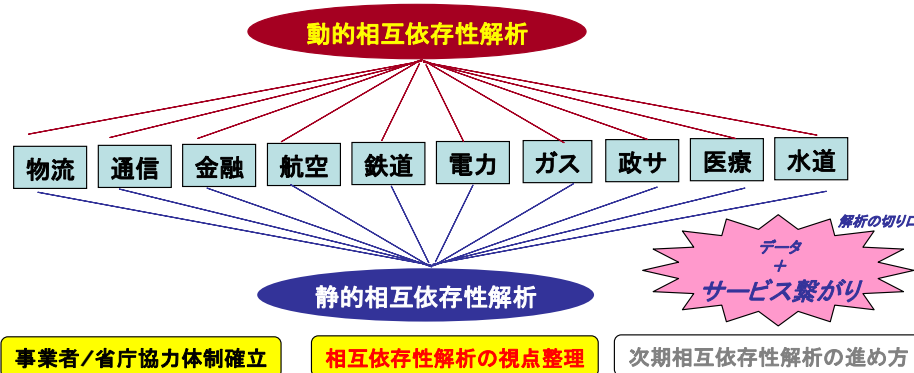 動的相互依存性解析
物流 通信 金融 航空 鉄道 電力 ガス 政サ 医療 水道
解析の切り口
データ
+
サービス繋がり
静的相互依存性解析
事業者/省庁協力体制確立 相互依存性解析の視点整理 次期相互依存性解析の進め方